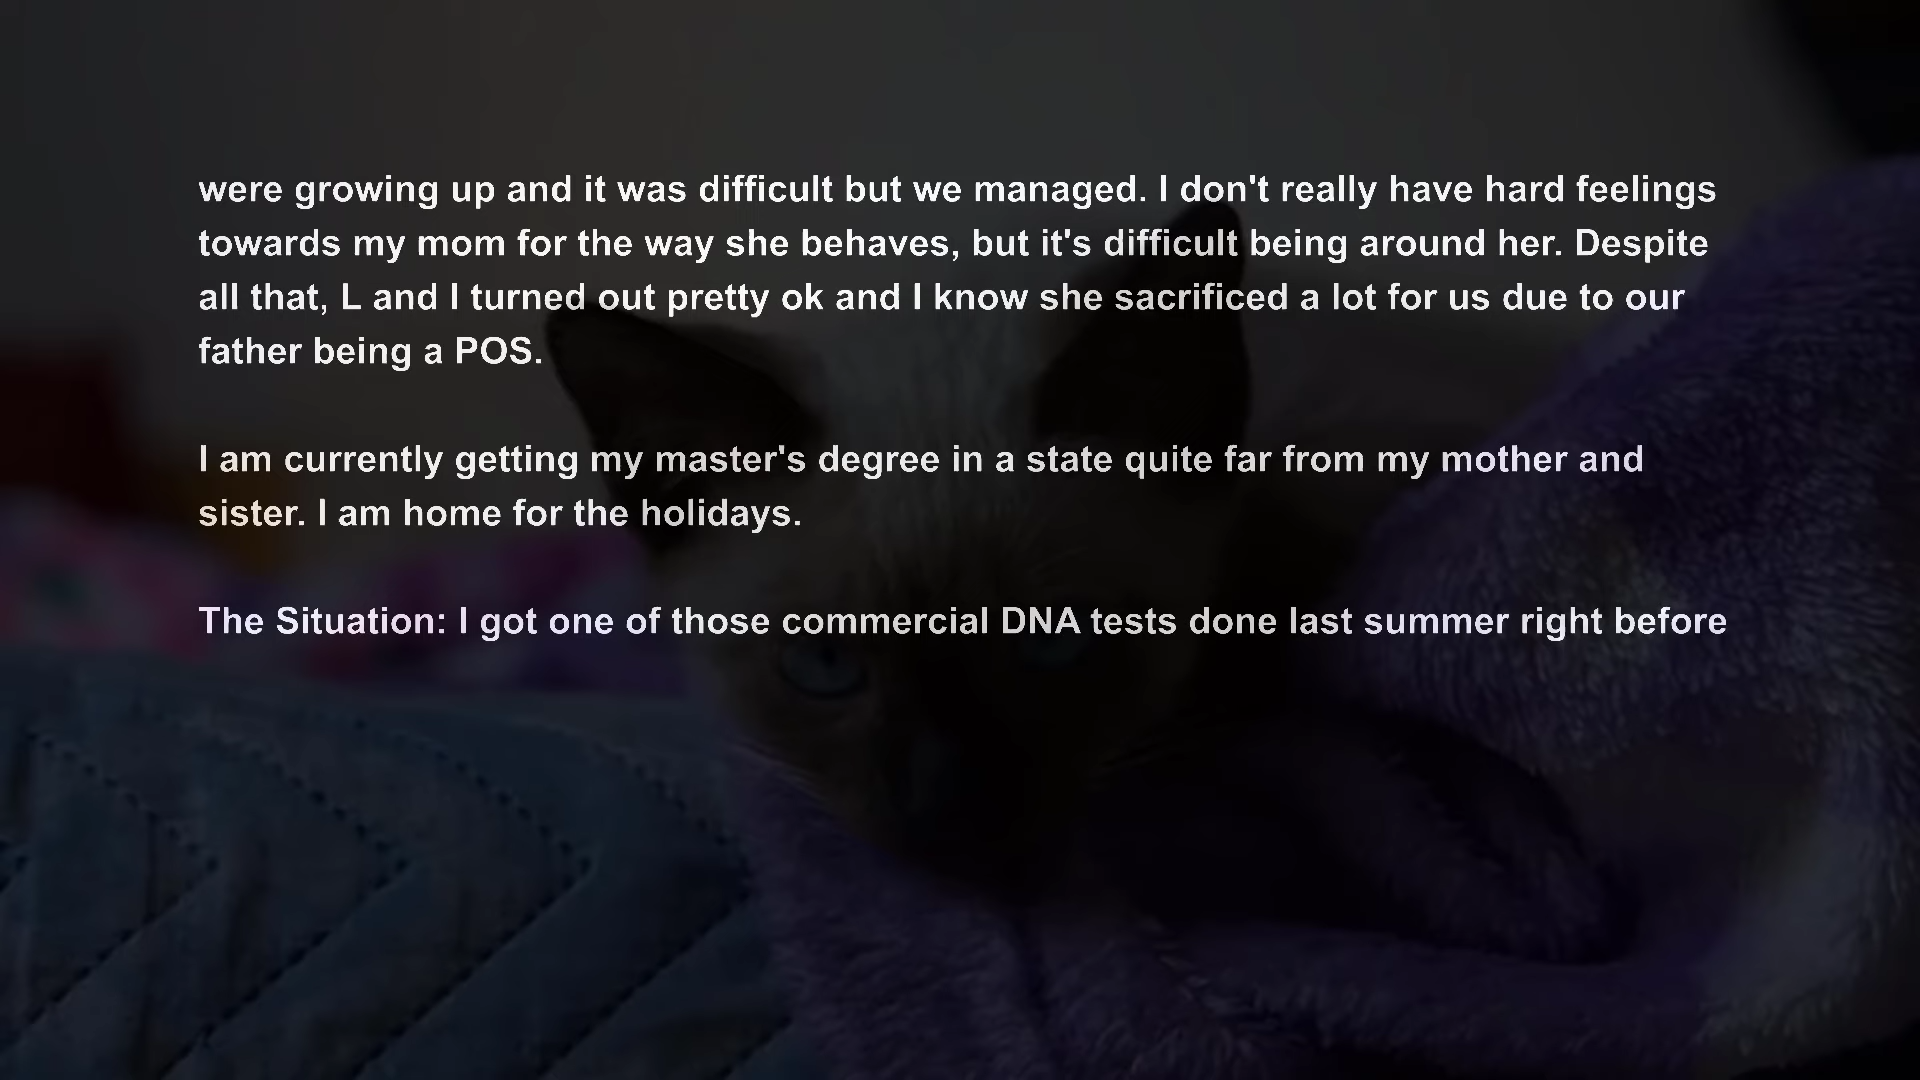 were growing up and it was difficult but we managed. I don't really have hard feelings
towards my mom for the way she behaves, but it's difficult being around her. Despite
all that, L and I turned out pretty ok and I know she sacrificed a lot for us due to our
father being a POS.
I am currently getting my master's degree in a state quite far from my mother and
sister. I am home for the holidays.
The Situation: I got one of those commercial DNA tests done last summer right before